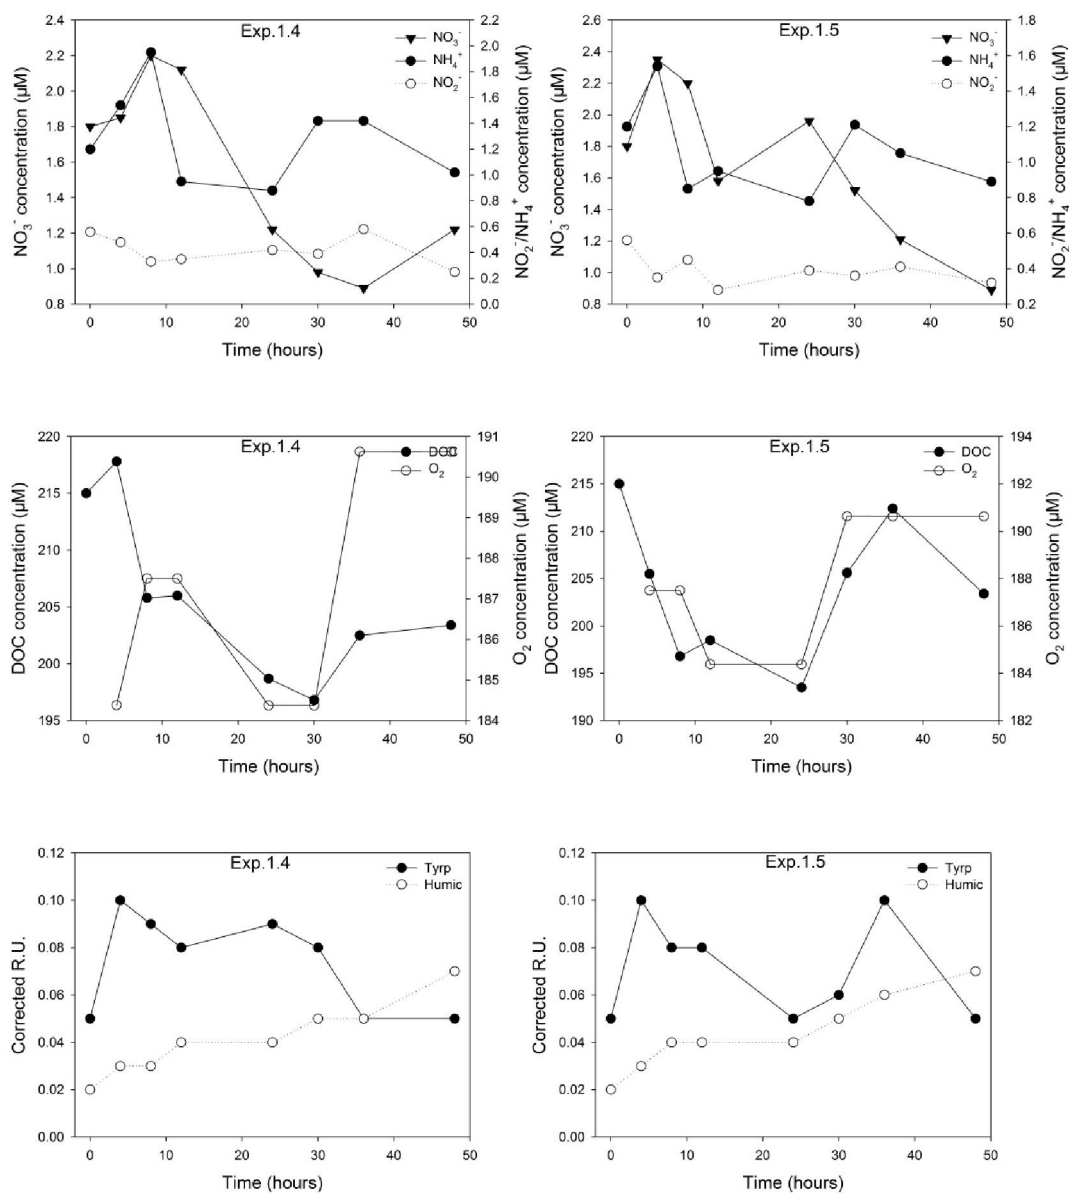 Exp.1.4
NO₃⁻
NH₄⁺
NO₂⁻
NO₃⁻ concentration (µM)
2.4
2.2
2.0
1.8
1.6
1.4
1.2
1.0
0.8
NO₂⁻/NH₄⁺ concentration (µM)
2.2
2.0
1.8
1.6
1.4
1.2
1.0
0.8
0.6
0.4
0.2
0.0
0 10 20 30 40 50
Time (hours)
Exp.1.5
NO₃⁻
NH₄⁺
NO₂⁻
NO₃⁻ concentration (µM)
2.6
2.4
2.2
2.0
1.8
1.6
1.4
1.2
1.0
0.8
NO₂⁻/NH₄⁺ concentration (µM)
1.8
1.6
1.4
1.2
1.0
0.8
0.6
0.4
0.2
0 10 20 30 40 50
Time (hours)
Exp.1.4
DOC
O₂
DOC concentration (µM)
220
215
210
205
200
195
O₂ concentration (µM)
191
190
189
188
187
186
185
184
0 10 20 30 40 50
Time (hours)
Exp.1.5
DOC
O₂
DOC concentration (µM)
220
215
210
205
200
195
190
O₂ concentration (µM)
194
192
190
188
186
184
182
0 10 20 30 40 50
Time (hours)
Exp.1.4
Tyrp
Humic
Corrected R.U.
0.12
0.10
0.08
0.06
0.04
0.02
0.00
0 10 20 30 40 50
Time (hours)
Exp.1.5
Tyrp
Humic
Corrected R.U.
0.12
0.10
0.08
0.06
0.04
0.02
0.00
0 10 20 30 40 50
Time (hours)